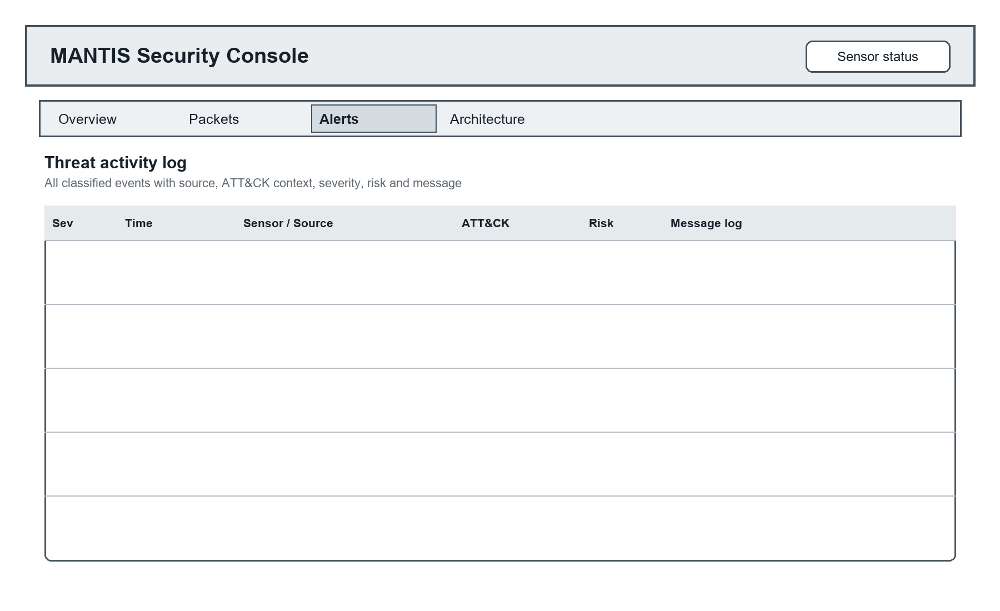 MANTIS Security Console
Sensor status
Overview Packets Alerts Architecture
Threat activity log
All classified events with source, ATT&CK context, severity, risk and message
Sev Time Sensor / Source ATT&CK Risk Message log